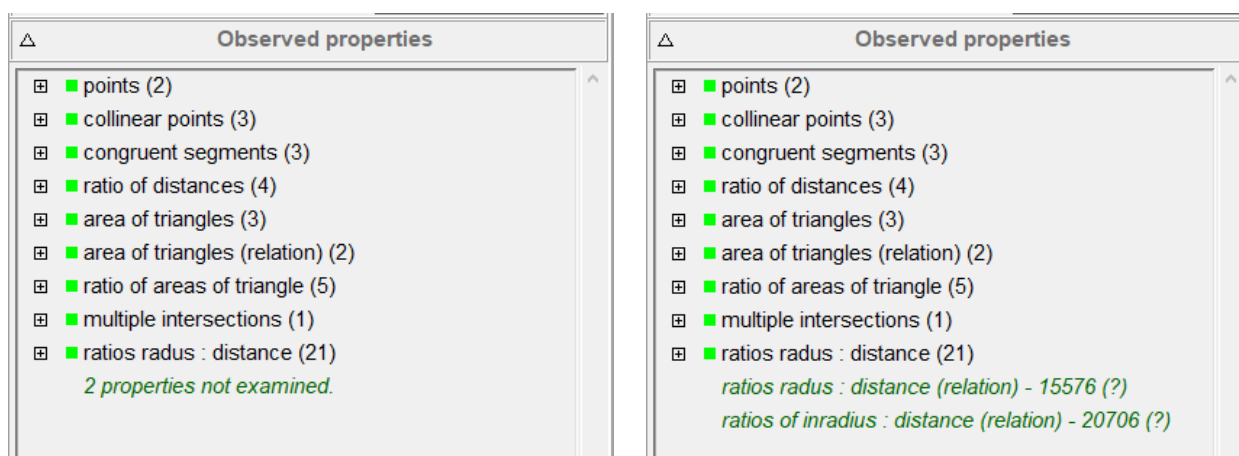 Observed properties
points (2)
collinear points (3)
congruent segments (3)
ratio of distances (4)
area of triangles (3)
area of triangles (relation) (2)
ratio of areas of triangle (5)
multiple intersections (1)
ratios radus : distance (21)
2 properties not examined.
Observed properties
points (2)
collinear points (3)
congruent segments (3)
ratio of distances (4)
area of triangles (3)
area of triangles (relation) (2)
ratio of areas of triangle (5)
multiple intersections (1)
ratios radus : distance (21)
ratios radus : distance (relation) - 15576 (?)
ratios of inradius : distance (relation) - 20706 (?)